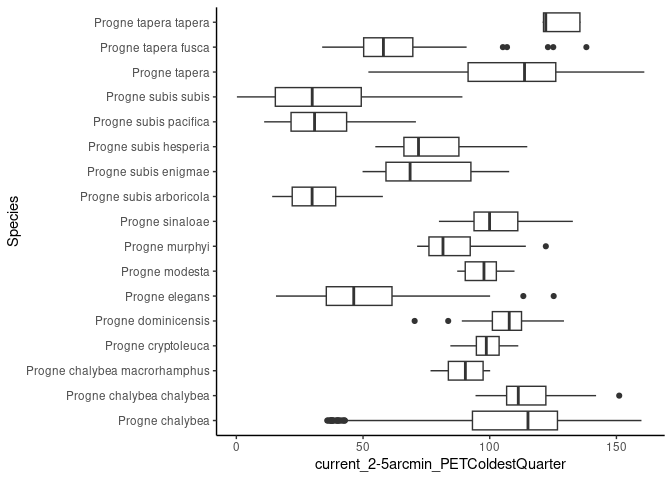 Progne tapera tapera
Progne tapera fusca
Progne tapera
Progne subis subis
Progne subis pacifica
Progne subis hesperia
Progne subis enigmae
Progne subis arboricola
Progne sinaloae
Progne murphyi
Progne modesta
Progne elegans
Progne dominicensis
Progne cryptoleuca
Progne chalybea macrorhamphus
Progne chalybea chalybea
Progne chalybea
Species
0 50 100 150
current_2-5arcmin_PETColdestQuarter